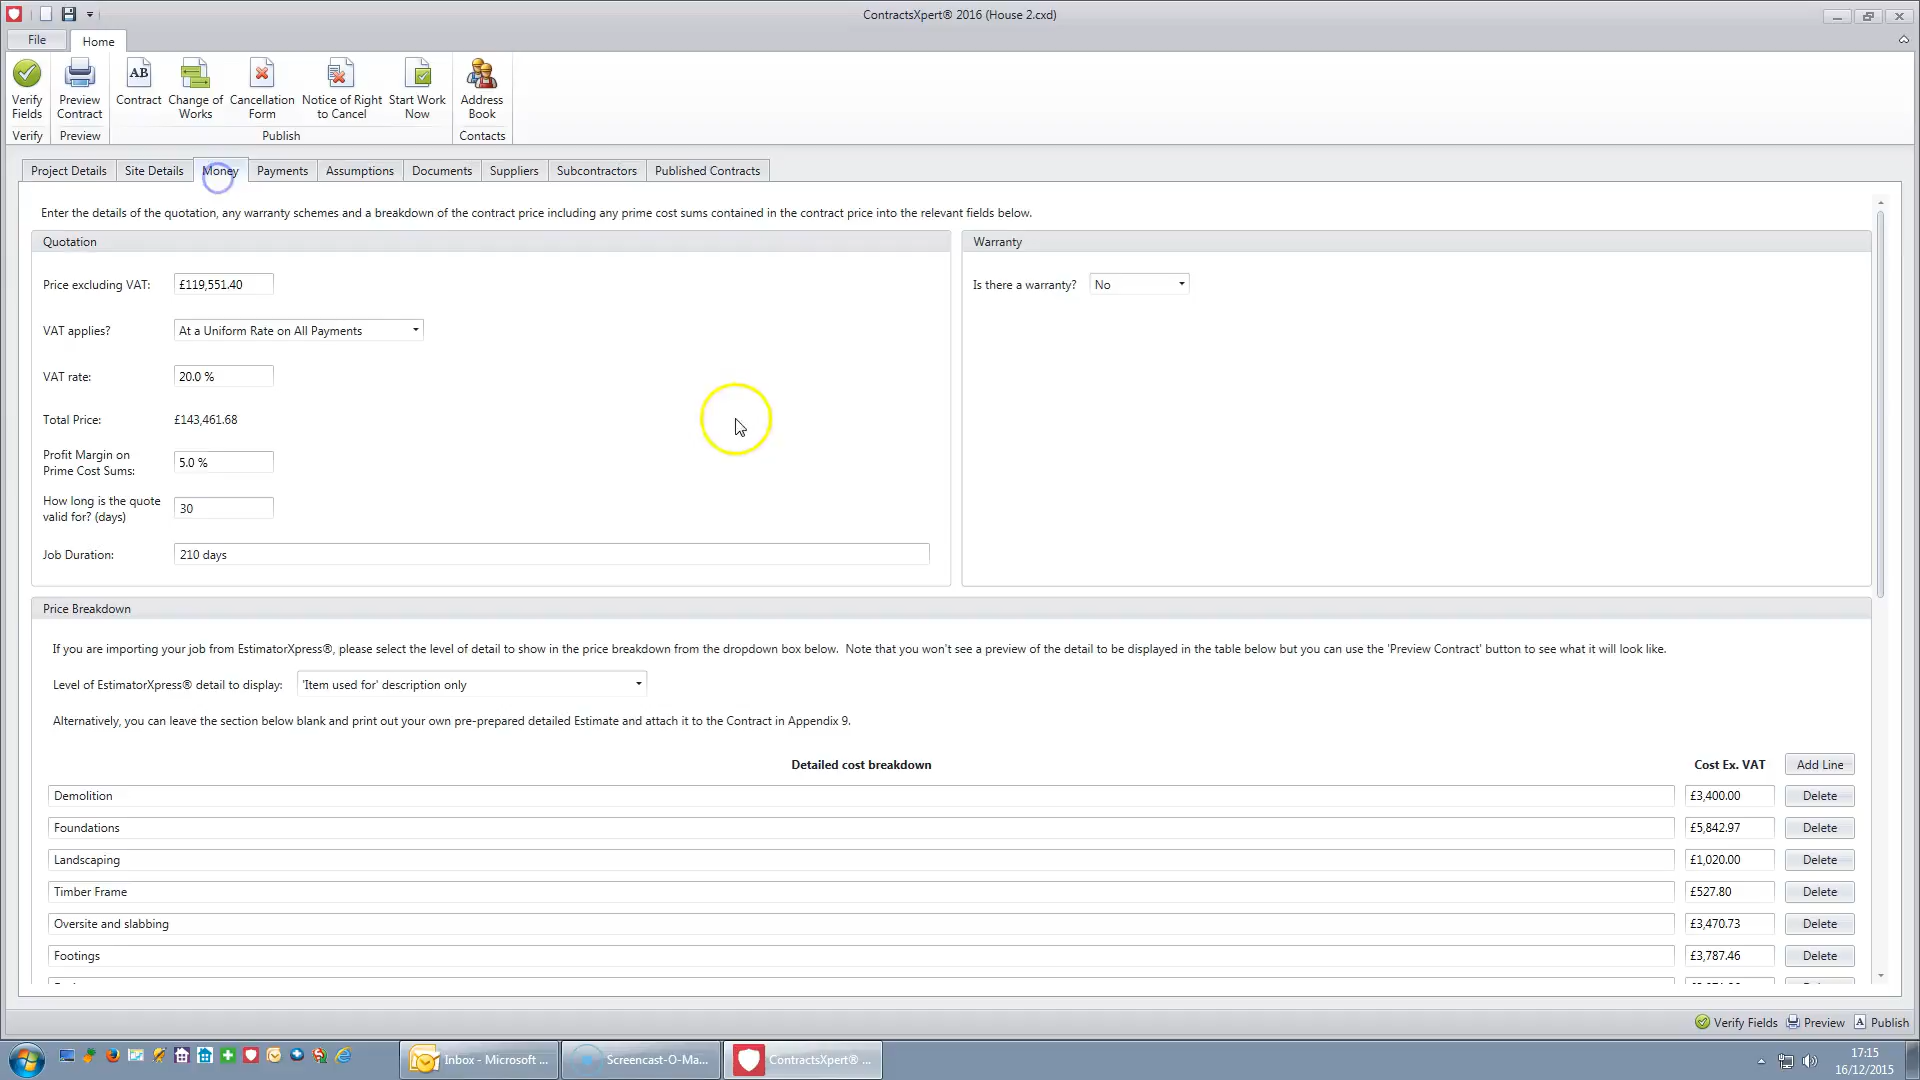 ContractsXpert® 2016 (House 2.cxd)
File
Home
Verify
Fields
Preview
Contract
AB
Contract
Change of
Works
Cancellation
Form
Notice of Right
to Cancel
Start Work
Now
Address
Book
Verify
Preview
Publish
Contacts
Project Details
Site Details
Money
Payments
Assumptions
Documents
Suppliers
Subcontractors
Published Contracts
Enter the details of the quotation, any warranty schemes and a breakdown of the contract price including any prime cost sums contained in the contract price into the relevant fields below.
Quotation
Price excluding VAT: £119,551.40
VAT applies? At a Uniform Rate on All Payments
VAT rate: 20.0 %
Total Price: £143,461.68
Profit Margin on
Prime Cost Sums: 5.0 %
How long is the quote
valid for? (days) 30
Job Duration: 210 days
Warranty
Is there a warranty? No
Price Breakdown
If you are importing your job from EstimatorXpress®, please select the level of detail to show in the price breakdown from the dropdown box below. Note that you won't see a preview of the detail to be displayed in the table below but you can use the 'Preview Contract' button to see what it will look like.
Level of EstimatorXpress® detail to display: 'Item used for' description only
Alternatively, you can leave the section below blank and print out your own pre-prepared detailed Estimate and attach it to the Contract in Appendix 9.
Detailed cost breakdown Cost Ex. VAT Add Line
Demolition £3,400.00 Delete
Foundations £5,842.97 Delete
Landscaping £1,020.00 Delete
Timber Frame £527.80 Delete
Oversite and slabbing £3,470.73 Delete
Footings £3,787.46 Delete
Verify Fields Preview A Publish
Inbox - Microsoft ...
Screencast-O-Ma...
ContractsXpert® ...
17:15
16/12/2015